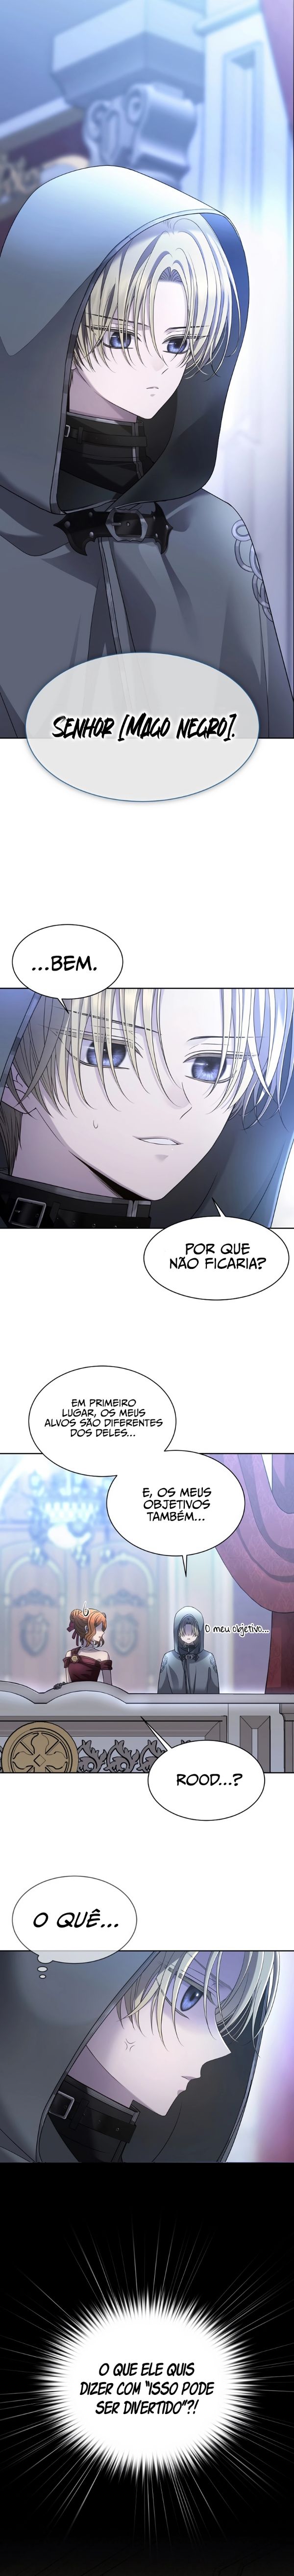 SENHOR [MAGO NEGRO].
...BEM.
POR QUE
NÃO FICARIA?
EM PRIMEIRO
LUGAR, OS MEUS
ALVOS SÃO DIFERENTES
DOS DELES...
E, OS MEUS
OBJETIVOS
TAMBÉM...
O meu objetivo...
ROOD...?
O QUÊ...
O QUE ELE QUIS
DIZER COM "ISSO PODE
SER DIVERTIDO"?!